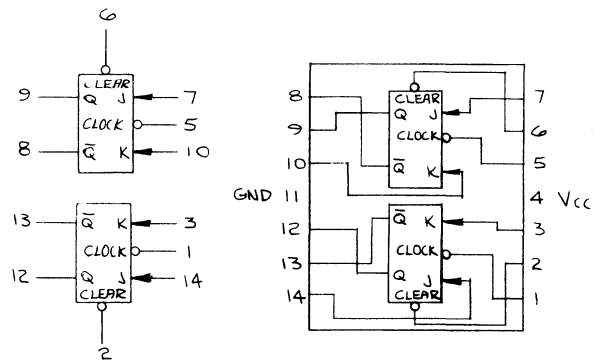 6
CLEAR
9 Q J 7
CLOCK 5
8 Q̅ K 10
13 Q̅ K 3
CLOCK 1
12 Q J 14
CLEAR
2
8 CLEAR 7
9 Q J 6
CLOCK
10 Q̅ K 5
GND 11 4 Vcc
12 Q̅ K 3
CLOCK
13 Q J 2
14 CLEAR 1